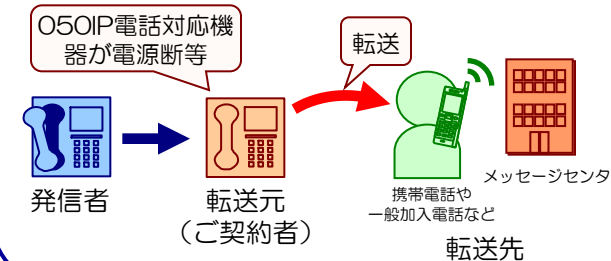 050IP電話対応機
器が電源断等
転送
発信者
転送元
（ご契約者）
携帯電話や
一般加入電話など
メッセージセンタ
転送先